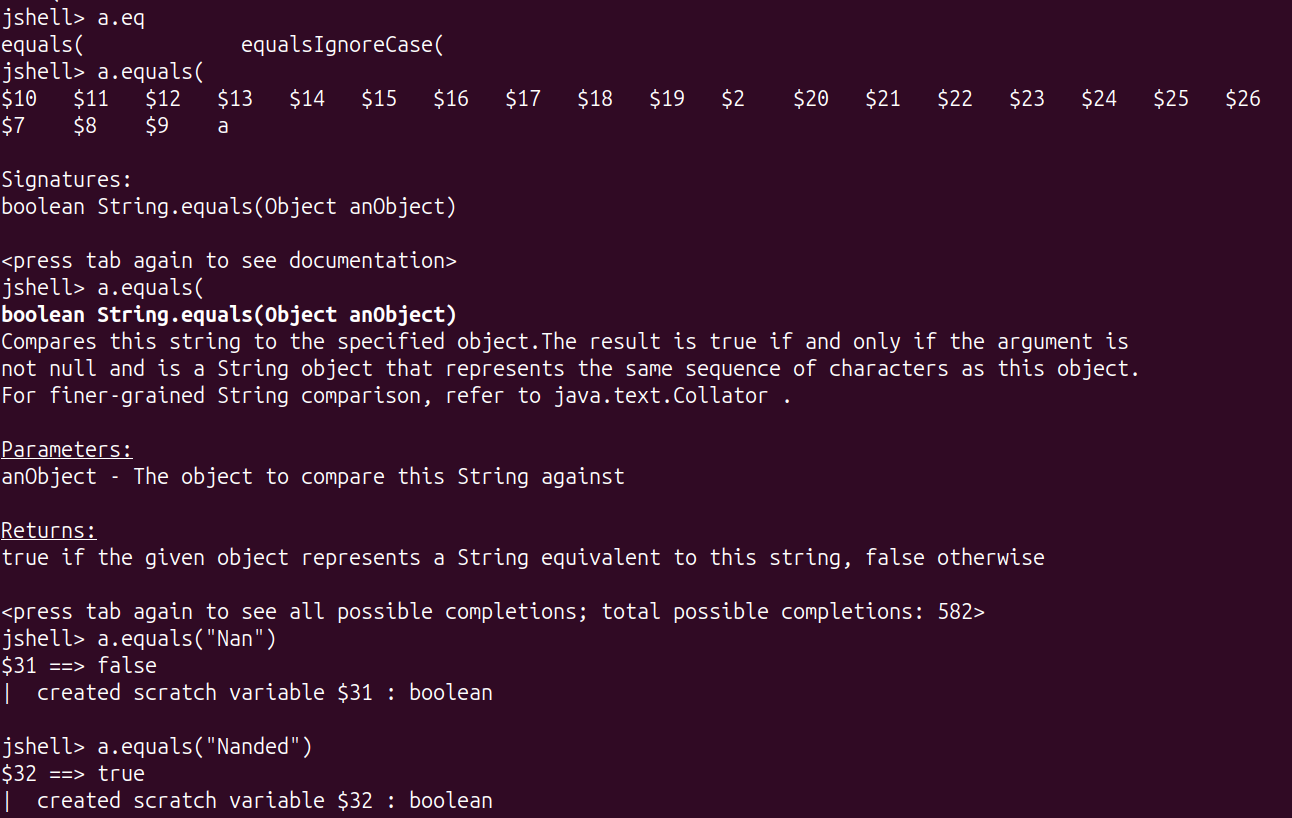 jshell> a.eq
equals(             equalsIgnoreCase(
jshell> a.equals(
$10   $11   $12   $13   $14   $15   $16   $17   $18   $19   $2    $20   $21   $22   $23   $24   $25   $26
$7    $8    $9    a
Signatures:
boolean String.equals(Object anObject)
<press tab again to see documentation>
jshell> a.equals(
boolean String.equals(Object anObject)
Compares this string to the specified object.The result is true if and only if the argument is
not null and is a String object that represents the same sequence of characters as this object.
For finer-grained String comparison, refer to java.text.Collator .
Parameters:
anObject - The object to compare this String against
Returns:
true if the given object represents a String equivalent to this string, false otherwise
<press tab again to see all possible completions; total possible completions: 582>
jshell> a.equals("Nan")
$31 ==> false
|  created scratch variable $31 : boolean
jshell> a.equals("Nanded")
$32 ==> true
|  created scratch variable $32 : boolean